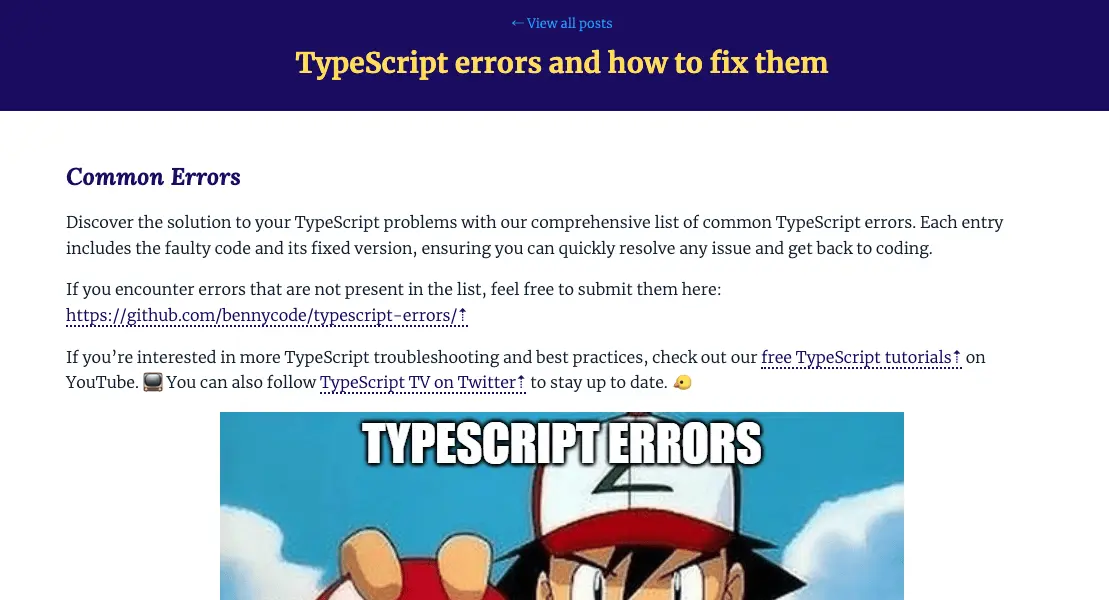 ← View all posts
TypeScript errors and how to fix them
Common Errors
Discover the solution to your TypeScript problems with our comprehensive list of common TypeScript errors. Each entry
includes the faulty code and its fixed version, ensuring you can quickly resolve any issue and get back to coding.
If you encounter errors that are not present in the list, feel free to submit them here:
https://github.com/bennycode/typescript-errors/⇡
If you’re interested in more TypeScript troubleshooting and best practices, check out our free TypeScript tutorials⇡ on
YouTube. 📺 You can also follow TypeScript TV on Twitter⇡ to stay up to date. 🐤
TYPESCRIPT ERRORS